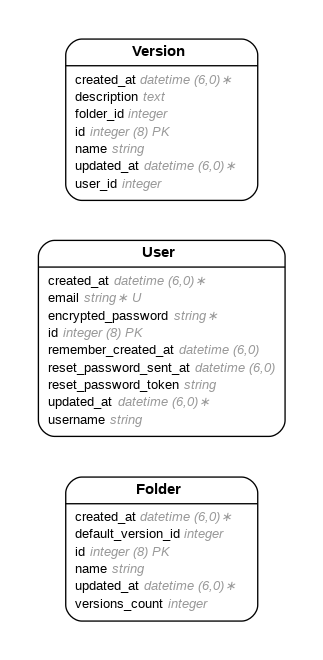 Version
created_at datetime (6,0)∗
description text
folder_id integer
id integer (8) PK
name string
updated_at datetime (6,0)∗
user_id integer
User
created_at datetime (6,0)∗
email string∗ U
encrypted_password string∗
id integer (8) PK
remember_created_at datetime (6,0)
reset_password_sent_at datetime (6,0)
reset_password_token string
updated_at datetime (6,0)∗
username string
Folder
created_at datetime (6,0)∗
default_version_id integer
id integer (8) PK
name string
updated_at datetime (6,0)∗
versions_count integer